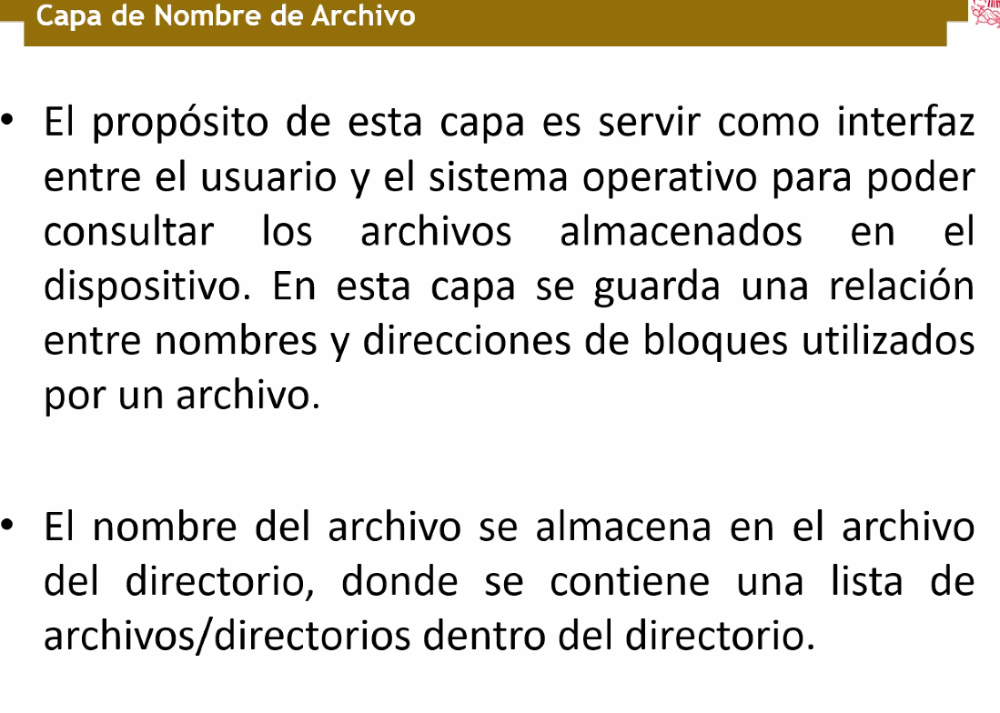 Capa de Nombre de Archivo
• El propósito de esta capa es servir como interfaz
entre el usuario y el sistema operativo para poder
consultar los archivos almacenados en el
dispositivo. En esta capa se guarda una relación
entre nombres y direcciones de bloques utilizados
por un archivo.
• El nombre del archivo se almacena en el archivo
del directorio, donde se contiene una lista de
archivos/directorios dentro del directorio.